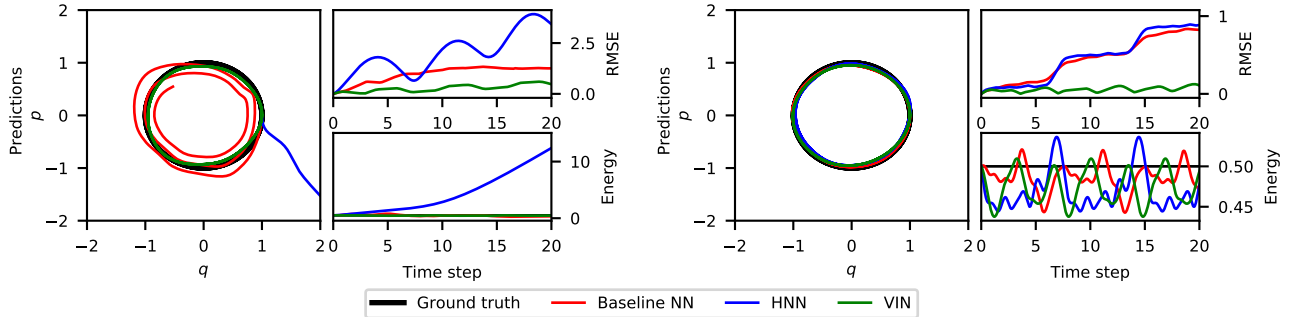 Predictions
p
2
1
0
−1
−2
−2 −1 0 1 2
q
RMSE
2.5
0.0
0 5 10 15 20
Energy
10
0
0 5 10 15 20
Time step
Predictions
p
2
1
0
−1
−2
−2 −1 0 1 2
q
RMSE
1
0
0 5 10 15 20
Energy
0.50
0.45
0 5 10 15 20
Time step
Ground truth Baseline NN HNN VIN